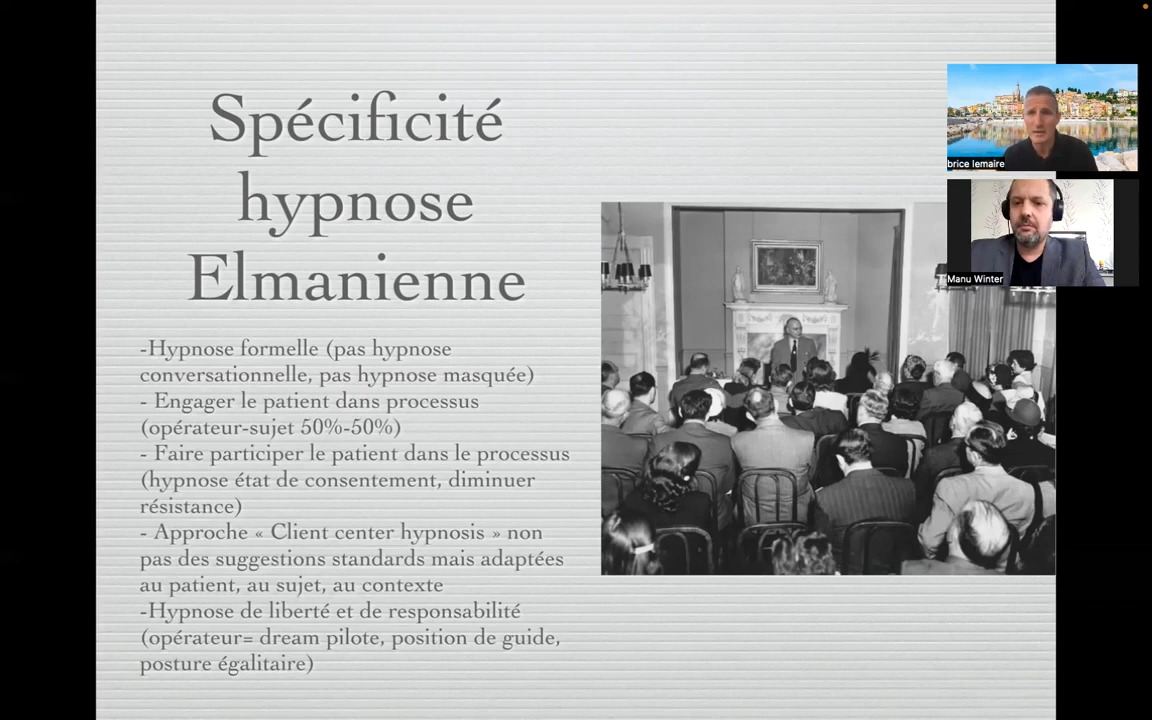 Spécificité
hypnose
Elmanienne
-Hypnose formelle (pas hypnose
conversationnelle, pas hypnose masquée)
- Engager le patient dans processus
(opérateur-sujet 50%-50%)
- Faire participer le patient dans le processus
(hypnose état de consentement, diminuer
résistance)
- Approche « Client center hypnosis » non
pas des suggestions standards mais adaptées
au patient, au sujet, au contexte
-Hypnose de liberté et de responsabilité
(opérateur= dream pilote, position de guide,
posture égalitaire)
brice lemaire
Manu Winter